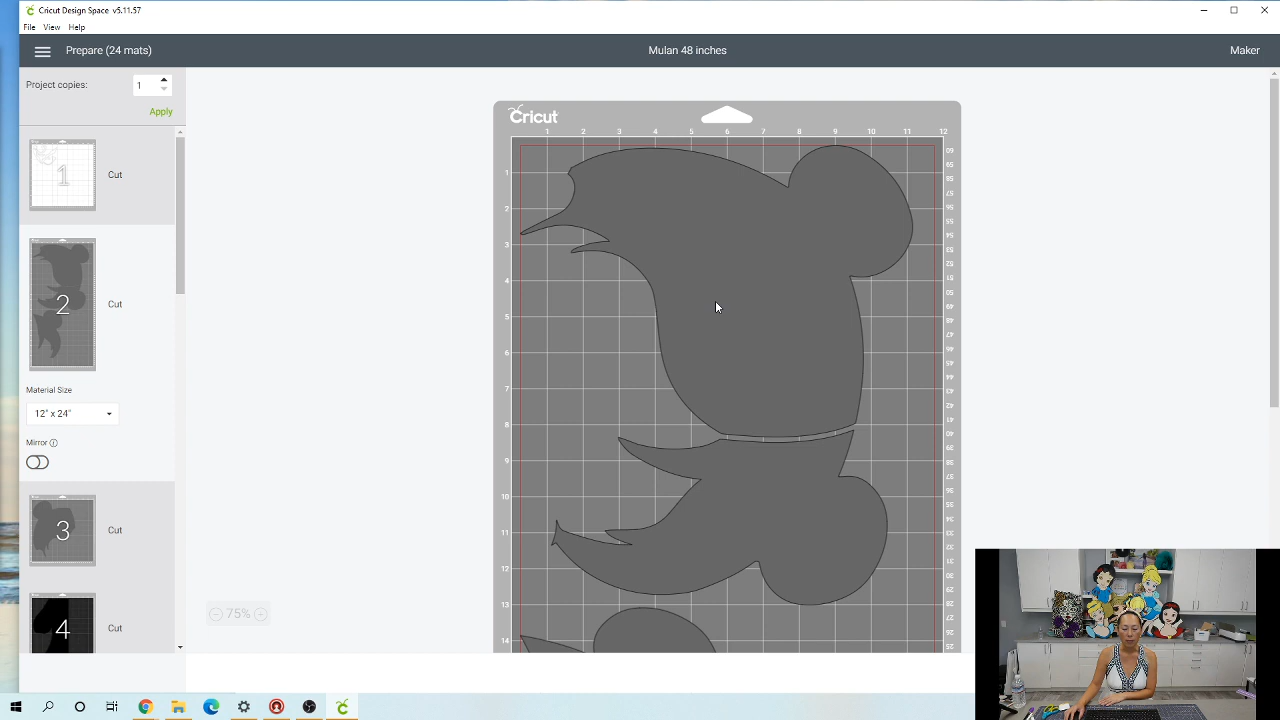 Cricut Design Space v5.11.57
File View Help
Prepare (24 mats)
Mulan 48 inches
Maker
Project copies:
1
Apply
1
Cut
2
Cut
Material Size
12" x 24"
Mirror
3
Cut
4
Cut
75%
Cricut
1 2 3 4 5 6 7 8 9 10 11 12
1
2
3
4
5
6
7
8
9
10
11
12
13
14